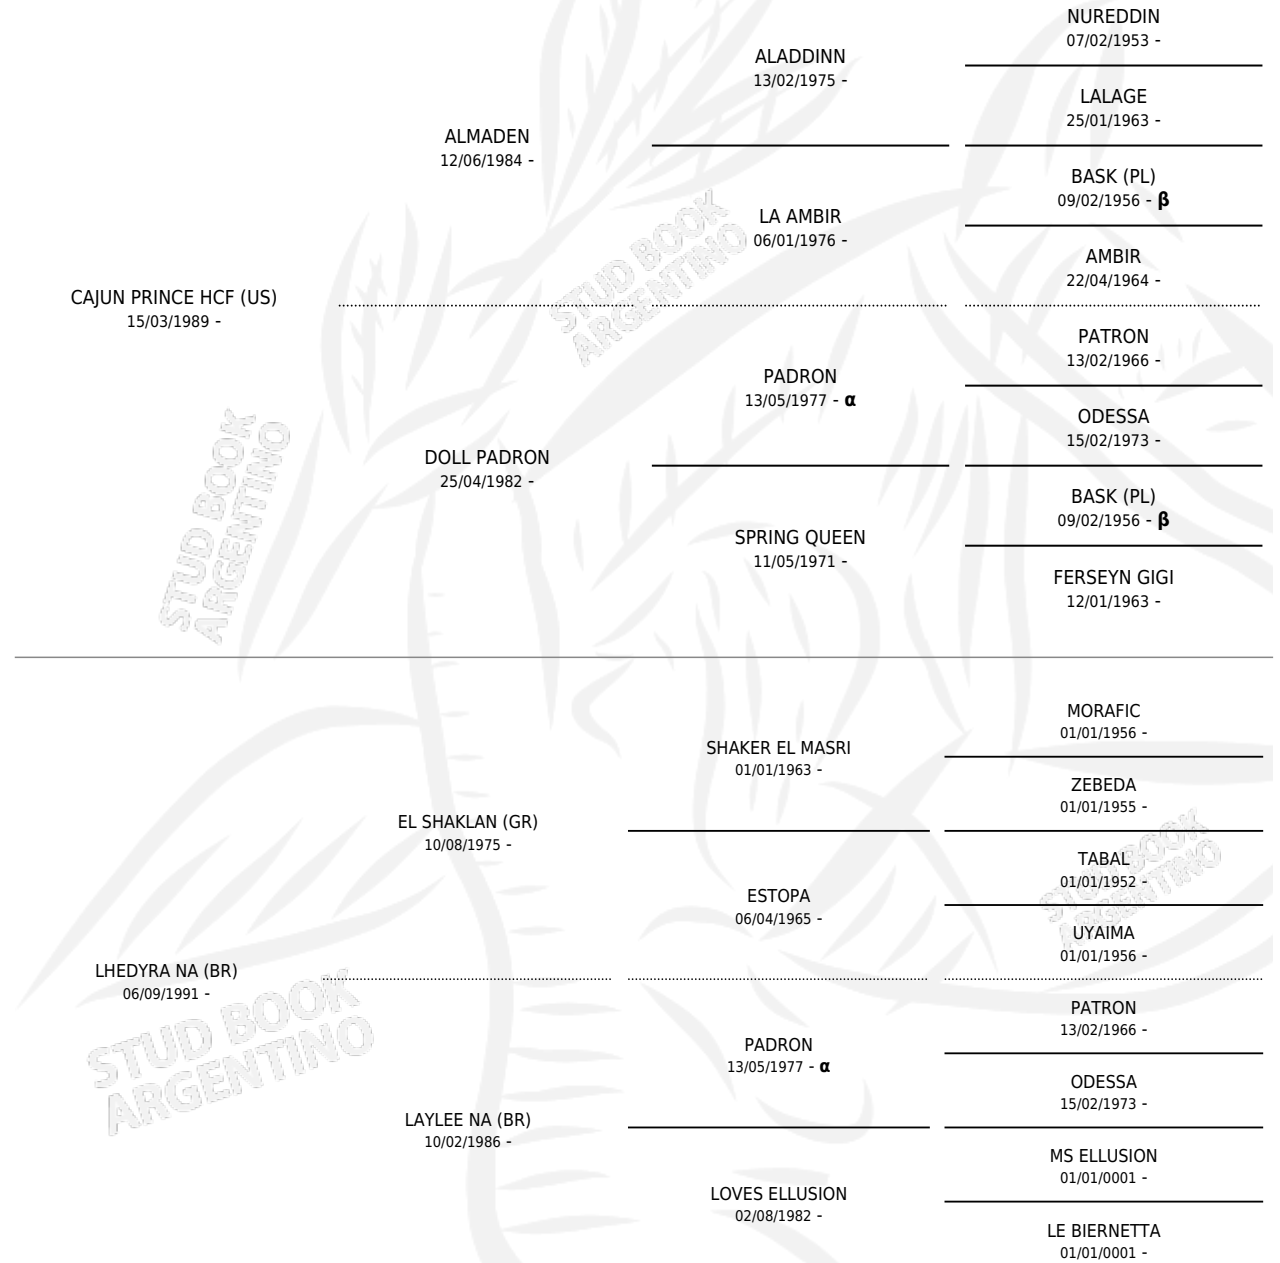 NUREDDIN
07/02/1953 -
ALADDINN
13/02/1975 -
LALAGE
25/01/1963 -
ALMADEN
12/06/1984 -
BASK (PL)
09/02/1956 - β
LA AMBIR
06/01/1976 -
AMBIR
22/04/1964 -
CAJUN PRINCE HCF (US)
15/03/1989 -
PATRON
13/02/1966 -
PADRON
13/05/1977 - α
ODESSA
15/02/1973 -
DOLL PADRON
25/04/1982 -
BASK (PL)
09/02/1956 - β
SPRING QUEEN
11/05/1971 -
FERSEYN GIGI
12/01/1963 -
STUD BOOK
ARGENTINO
STUD BOOK
ARGENTINO
MORAFIC
01/01/1956 -
SHAKER EL MASRI
01/01/1963 -
ZEBEDA
01/01/1955 -
EL SHAKLAN (GR)
10/08/1975 -
TABAL
01/01/1952 -
ESTOPA
06/04/1965 -
UYAIMA
01/01/1956 -
LHEDYRA NA (BR)
06/09/1991 -
PATRON
13/02/1966 -
PADRON
13/05/1977 - α
ODESSA
15/02/1973 -
LAYLEE NA (BR)
10/02/1986 -
MS ELLUSION
01/01/0001 -
LOVES ELLUSION
02/08/1982 -
LE BIERNETTA
01/01/0001 -
STUD BOOK
ARGENTINO
STUD BOOK
ARGENTINO